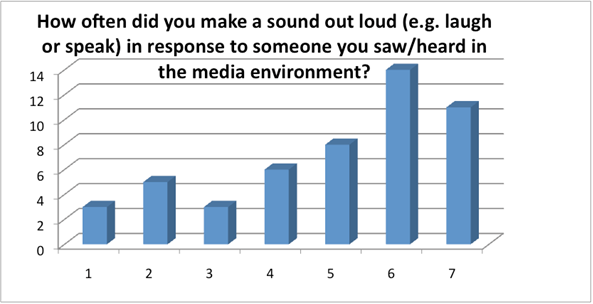 How often did you make a sound out loud (e.g. laugh
or speak) in response to someone you saw/heard in
the media environment?
14
12
10
8
6
4
2
0
1 2 3 4 5 6 7